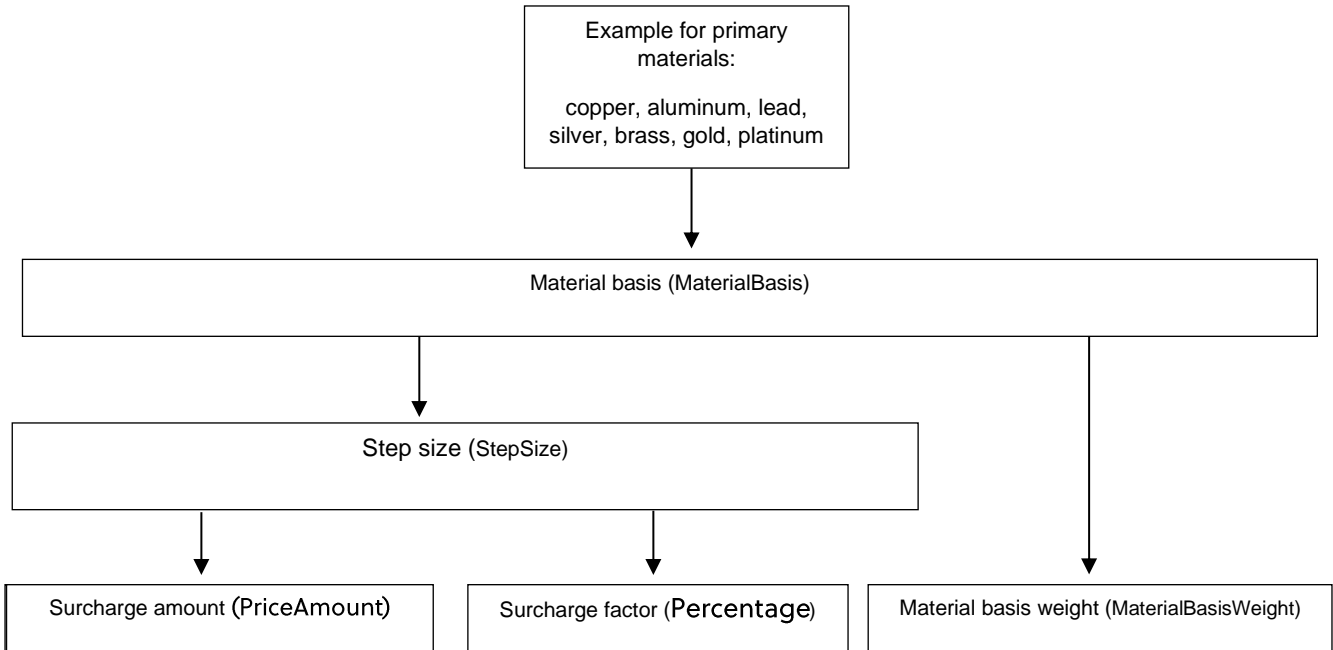 Example for primary
materials:
copper, aluminum, lead,
silver, brass, gold, platinum
Material basis (MaterialBasis)
Step size (StepSize)
Surcharge amount (PriceAmount)
Surcharge factor (Percentage)
Material basis weight (MaterialBasisWeight)